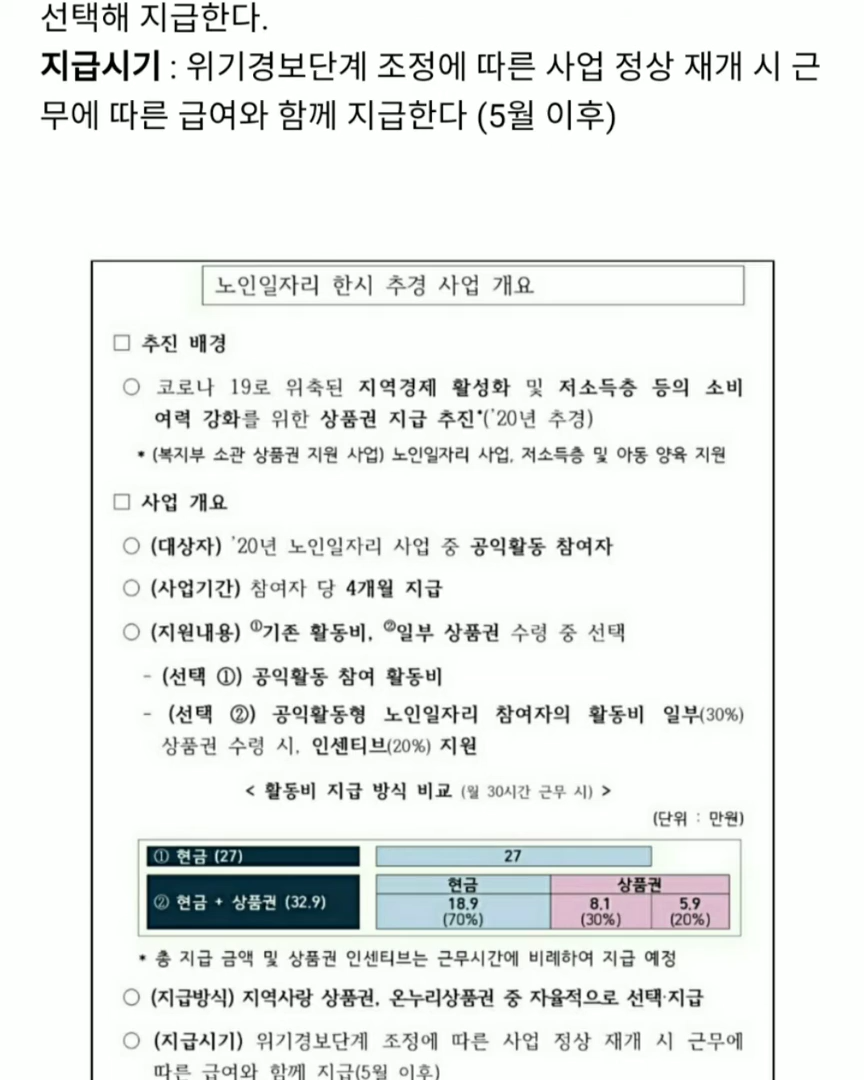 선택해 지급한다.
지급시기 : 위기경보단계 조정에 따른 사업 정상 재개 시 근
무에 따른 급여와 함께 지급한다 (5월 이후)
노인일자리 한시 추경 사업 개요
□ 추진 배경
○ 코로나 19로 위축된 지역경제 활성화 및 저소득층 등의 소비
여력 강화를 위한 상품권 지급 추진*('20년 추경)
* (복지부 소관 상품권 지원 사업) 노인일자리 사업, 저소득층 및 아동 양육 지원
□ 사업 개요
○ (대상자) '20년 노인일자리 사업 중 공익활동 참여자
○ (사업기간) 참여자 당 4개월 지급
○ (지원내용) ①기존 활동비, ②일부 상품권 수령 중 선택
- (선택 ①) 공익활동 참여 활동비
- (선택 ②) 공익활동형 노인일자리 참여자의 활동비 일부(30%)
상품권 수령 시, 인센티브(20%) 지원
< 활동비 지급 방식 비교 (월 30시간 근무 시) >
(단위 : 만원)
① 현금 (27) 27
② 현금 + 상품권 (32.9) 현금 상품권
18.9 8.1 5.9
(70%) (30%) (20%)
* 총 지급 금액 및 상품권 인센티브는 근무시간에 비례하여 지급 예정
○ (지급방식) 지역사랑 상품권, 온누리상품권 중 자율적으로 선택·지급
○ (지급시기) 위기경보단계 조정에 따른 사업 정상 재개 시 근무에
따른 급여와 함께 지급(5월 이후)